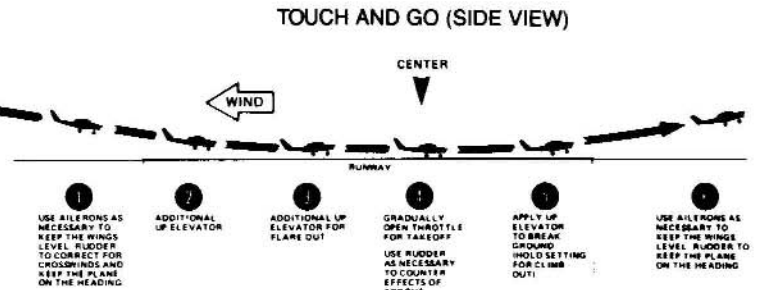 TOUCH AND GO (SIDE VIEW)
CENTER
WIND
RUNWAY
1
USE AILERONS AS
NECESSARY TO
KEEP THE WINGS
LEVEL. RUDDER
TO CORRECT FOR
CROSSWINDS AND
KEEP THE PLANE
ON THE HEADING
2
ADDITIONAL
UP ELEVATOR
3
ADDITIONAL UP
ELEVATOR FOR
FLARE OUT
4
GRADUALLY
OPEN THROTTLE
FOR TAKEOFF
USE RUDDER
AS NECESSARY
TO COUNTER
EFFECTS OF
5
APPLY UP
ELEVATOR
TO BREAK
GROUND
(HOLD SETTING
FOR CLIMB
OUT)
USE AILERONS AS
NECESSARY TO
KEEP THE WINGS
LEVEL. RUDDER TO
KEEP THE PLANE
ON THE HEADING